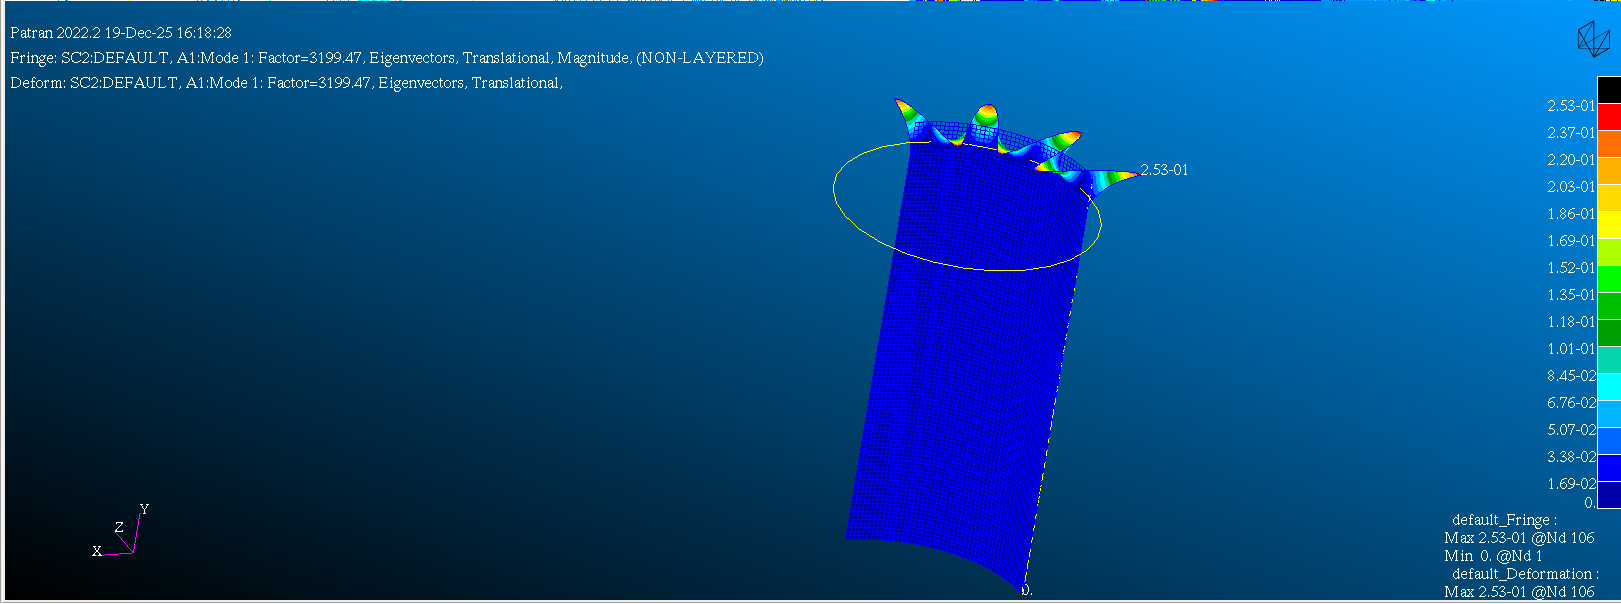 Patran 2022.2 19-Dec-25 16:18:28
Fringe: SC2:DEFAULT, A1:Mode 1: Factor=3199.47, Eigenvectors, Translational, Magnitude, (NON-LAYERED)
Deform: SC2:DEFAULT, A1:Mode 1: Factor=3199.47, Eigenvectors, Translational,
2.53-01
2.53-01
2.37-01
2.20-01
2.03-01
1.86-01
1.69-01
1.52-01
1.35-01
1.18-01
1.01-01
8.45-02
6.76-02
5.07-02
3.38-02
1.69-02
0.
Y
Z
X
0.
default_Fringe :
Max 2.53-01 @Nd 106
Min 0. @Nd 1
default_Deformation :
Max 2.53-01 @Nd 106